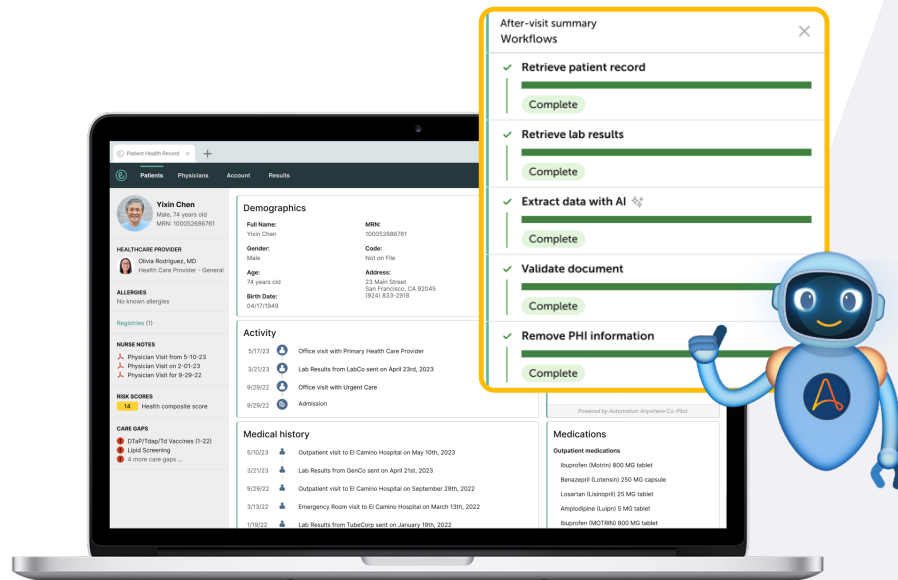 After-visit summary
Workflows
Retrieve patient record
Complete
Retrieve lab results
Complete
Extract data with AI
Complete
Validate document
Complete
Remove PHI information
Complete
Patient Health Record
Patients Physicians Account Results
Yixin Chen
Male, 74 years old
MRN: 100052686761
HEALTHCARE PROVIDER
Olivia Rodriguez, MD
Health Care Provider - General
ALLERGIES
No known allergies
Registries (1)
NURSE NOTES
Physician Visit from 5-10-23
Physician Visit on 2-01-23
Physician Visit for 9-29-22
RISK SCORES
14 Health composite score
CARE GAPS
DTaP/Tdap/Td Vaccines (1-22)
Lipid Screening
4 more care gaps ...
Demographics
Full Name:
Yixin Chen
Gender:
Male
Age:
74 years old
Birth Date:
04/17/1949
MRN:
100052686761
Code:
Not on File
Address:
23 Main Street
San Francisco, CA 92045
(924) 833-2918
Activity
5/17/23 Office visit with Primary Health Care Provider
3/21/23 Lab Results from LabCo sent on April 23rd, 2023
9/29/22 Office visit with Urgent Care
9/29/22 Admission
Medical history
5/10/23 Outpatient visit to El Camino Hospital on May 10th, 2023
3/21/23 Lab Results from GenCo sent on April 21st, 2023
9/29/22 Outpatient visit to El Camino Hospital on September 29th, 2022
3/13/22 Emergency Room visit to El Camino Hospital on March 13th, 2022
1/19/22 Lab Results from TubeCorp sent on January 19th, 2022
Powered by Automation Anywhere Co-Pilot
Medications
Outpatient medications
Ibuprofen (Motrin) 800 MG tablet
Benazepril (Lotensin) 250 MG capsule
Losartan (Lisinopril) 25 MG tablet
Amplodipine (Luipn) 5 MG tablet
Ibuprofen (MOTRIN) 800 MG tablet